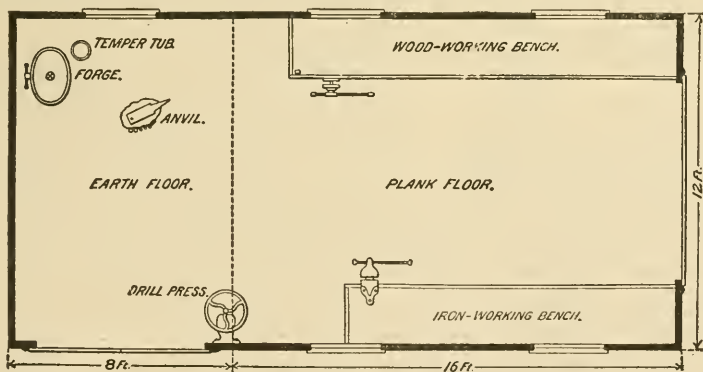 TEMPER TUB.
WOOD-WORKING BENCH.
FORGE.
ANVIL.
EARTH FLOOR.
PLANK FLOOR.
12 Ft.
DRILL PRESS.
IRON-WORKING BENCH.
8 Ft.
16 Ft.